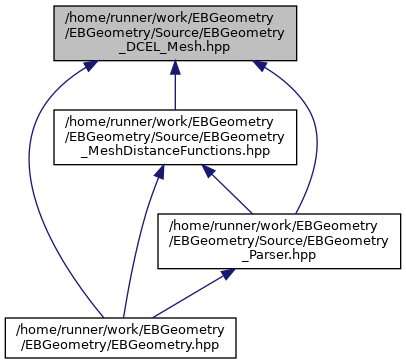 /home/runner/work/EBGeometry
/EBGeometry/Source/EBGeometry
_DCEL_Mesh.hpp
/home/runner/work/EBGeometry
/EBGeometry/Source/EBGeometry
_MeshDistanceFunctions.hpp
/home/runner/work/EBGeometry
/EBGeometry/Source/EBGeometry
_Parser.hpp
/home/runner/work/EBGeometry
/EBGeometry/EBGeometry.hpp